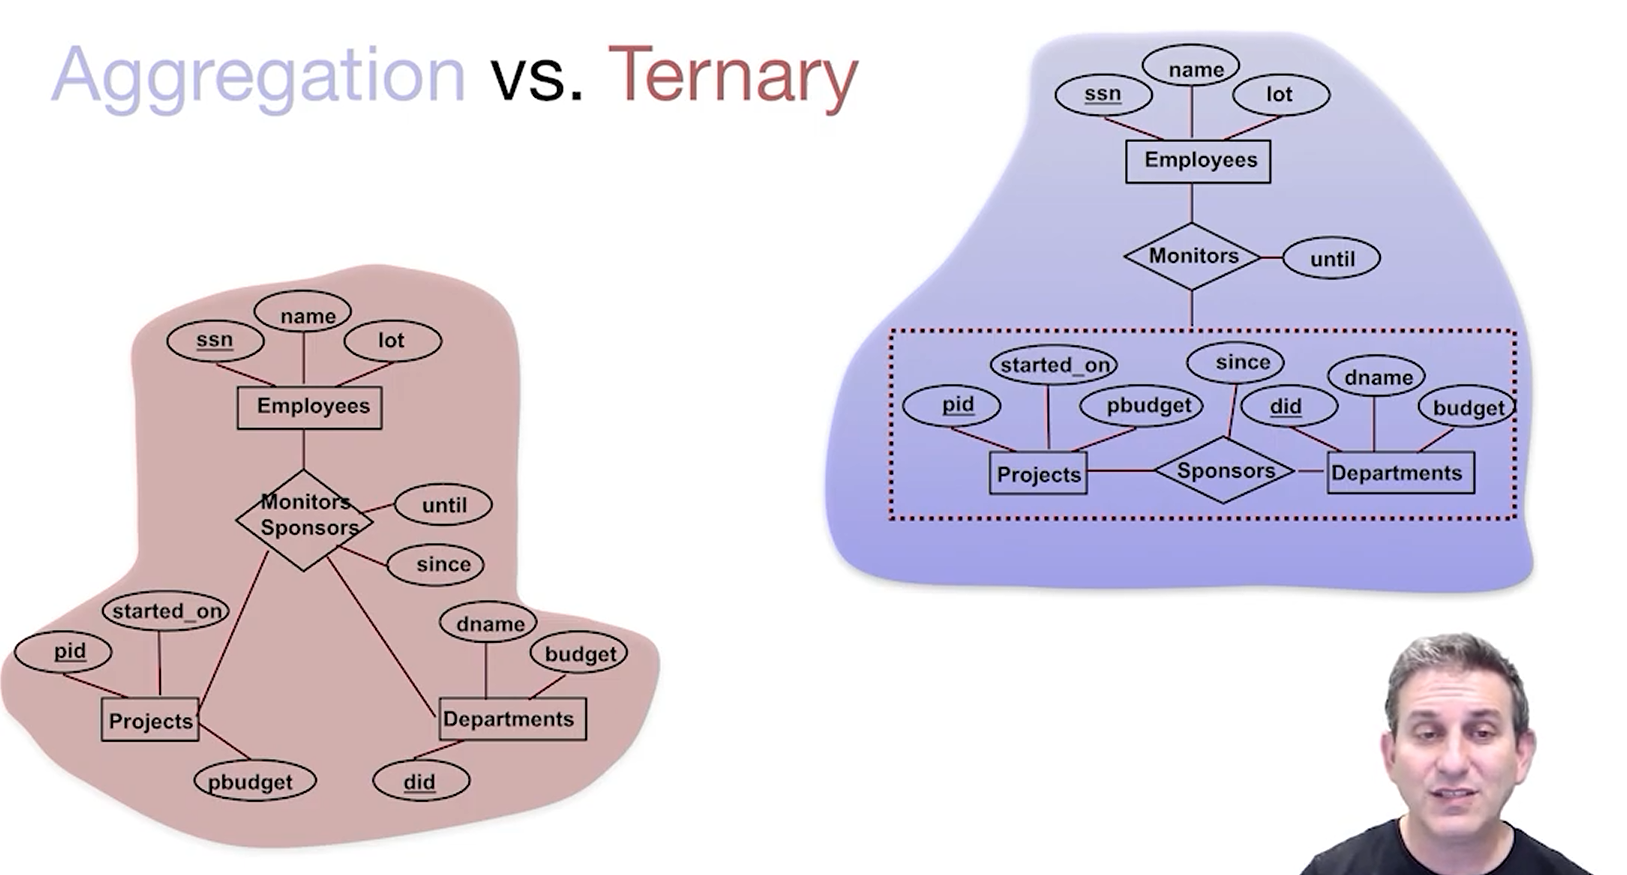 Aggregation vs. Ternary
name
ssn
lot
Employees
Monitors
Sponsors
until
since
started_on
pid
Projects
pbudget
dname
budget
Departments
did
name
ssn
lot
Employees
Monitors
until
started_on
since
dname
pid
pbudget
did
budget
Projects
Sponsors
Departments